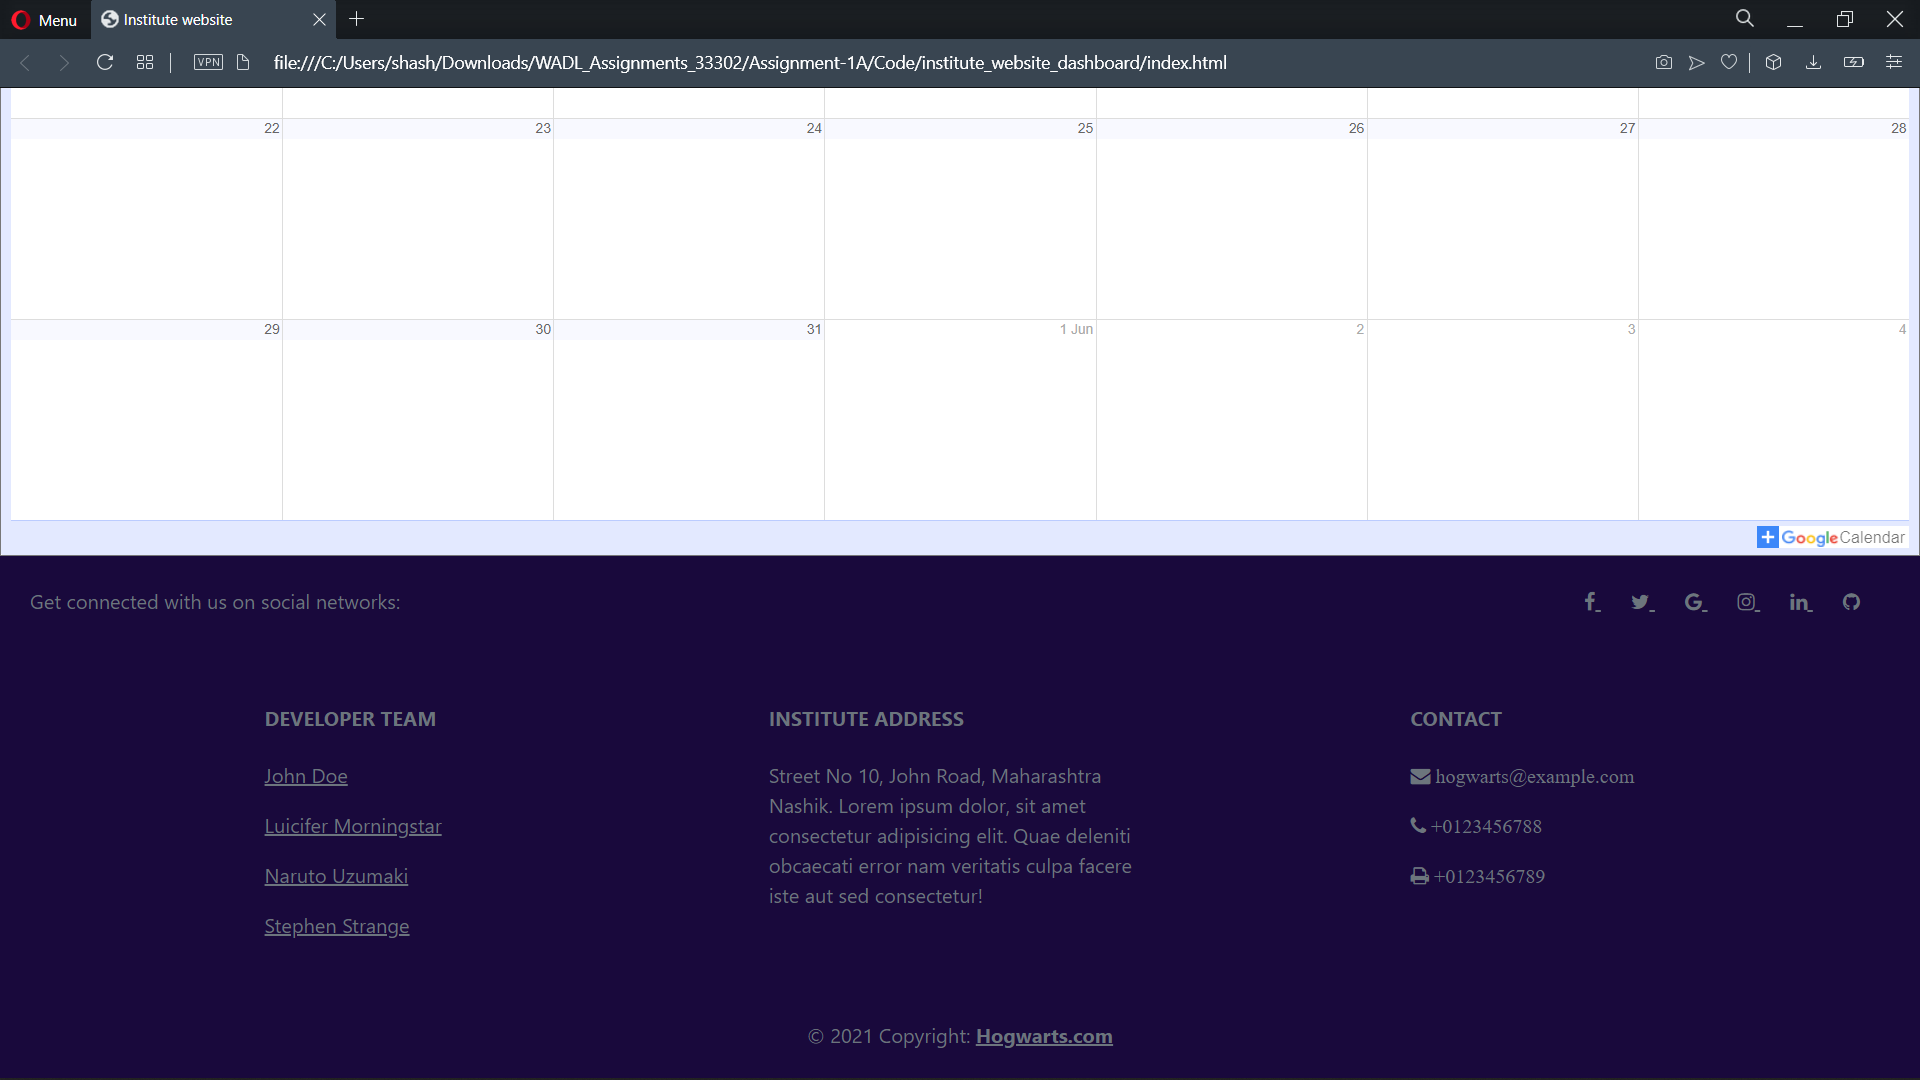 Menu
Institute website
VPN
file:///C:/Users/shash/Downloads/WADL_Assignments_33302/Assignment-1A/Code/institute_website_dashboard/index.html
22 23 24 25 26 27 28
29 30 31 1 Jun 2 3 4
GoogleCalendar
Get connected with us on social networks:
DEVELOPER TEAM
John Doe
Luicifer Morningstar
Naruto Uzumaki
Stephen Strange
INSTITUTE ADDRESS
Street No 10, John Road, Maharashtra
Nashik. Lorem ipsum dolor, sit amet
consectetur adipisicing elit. Quae deleniti
obcaecati error nam veritatis culpa facere
iste aut sed consectetur!
CONTACT
hogwarts@example.com
+0123456788
+0123456789
© 2021 Copyright: Hogwarts.com